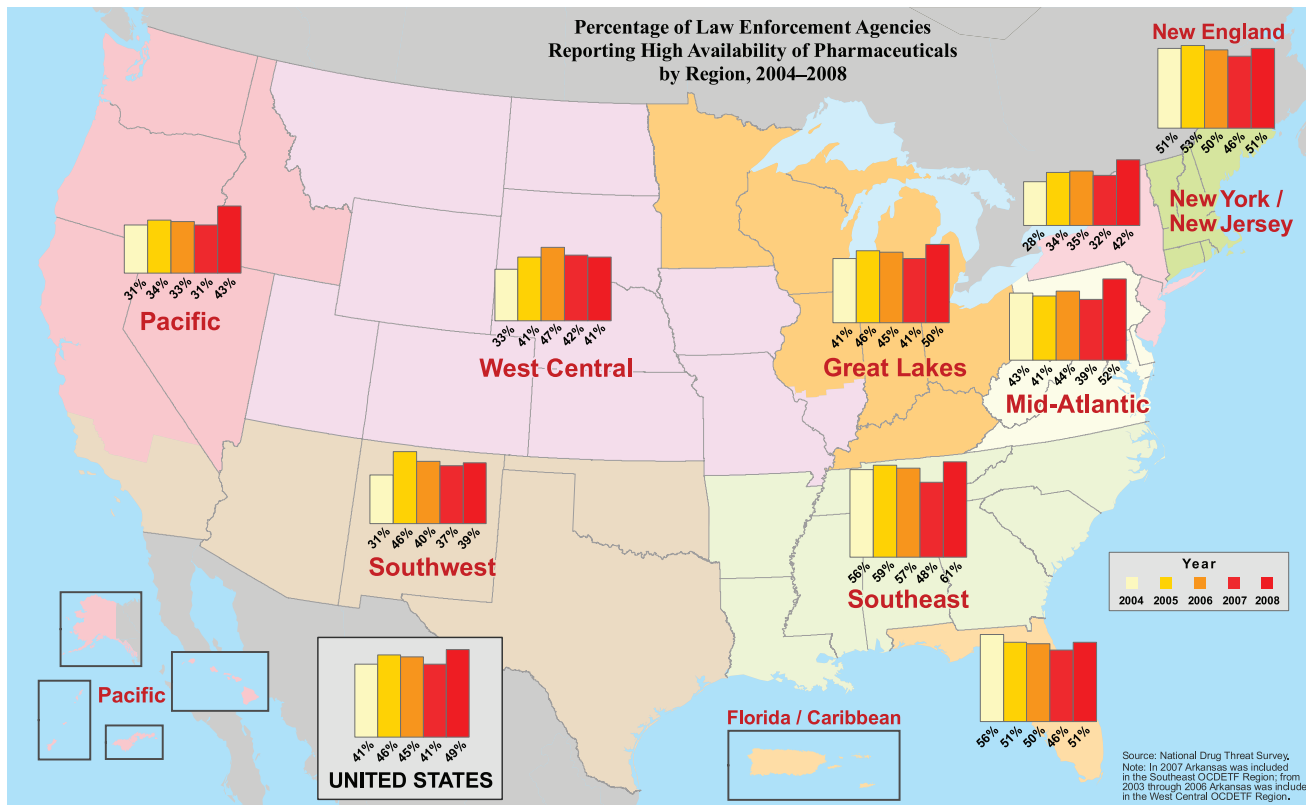 Percentage of Law Enforcement Agencies
Reporting High Availability of Pharmaceuticals
by Region, 2004–2008
New England
51% 53% 50% 46% 51%
New York /
New Jersey
28% 34% 35% 32% 42%
31% 34% 33% 31% 43%
Pacific
33% 41% 47% 42% 41%
West Central
41% 46% 45% 41% 50%
Great Lakes
43% 41% 44% 39% 52%
Mid-Atlantic
31% 46% 40% 37% 39%
Southwest
56% 59% 57% 48% 61%
Southeast
Year
2004 2005 2006 2007 2008
Pacific
41% 46% 45% 41% 49%
UNITED STATES
Florida / Caribbean
56% 51% 50% 46% 51%
Source: National Drug Threat Survey,
Note: In 2007 Arkansas was included
in the Southeast OCDETF Region; from
2003 through 2006 Arkansas was include
in the West Central OCDETF Region.